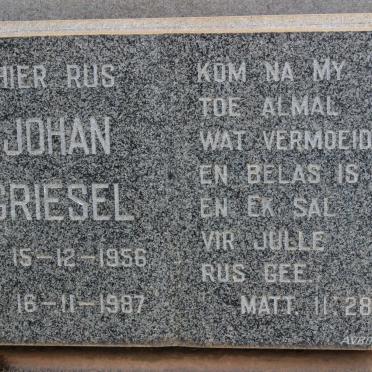 HIER RUS
JOHAN
GRIESEL
15-12-1956
16-11-1987
KOM NA MY
TOE ALMAL
WAT VERMOEID
EN BELAS IS
EN EK SAL
VIR JULLE
RUS GEE.
MATT. 11:28